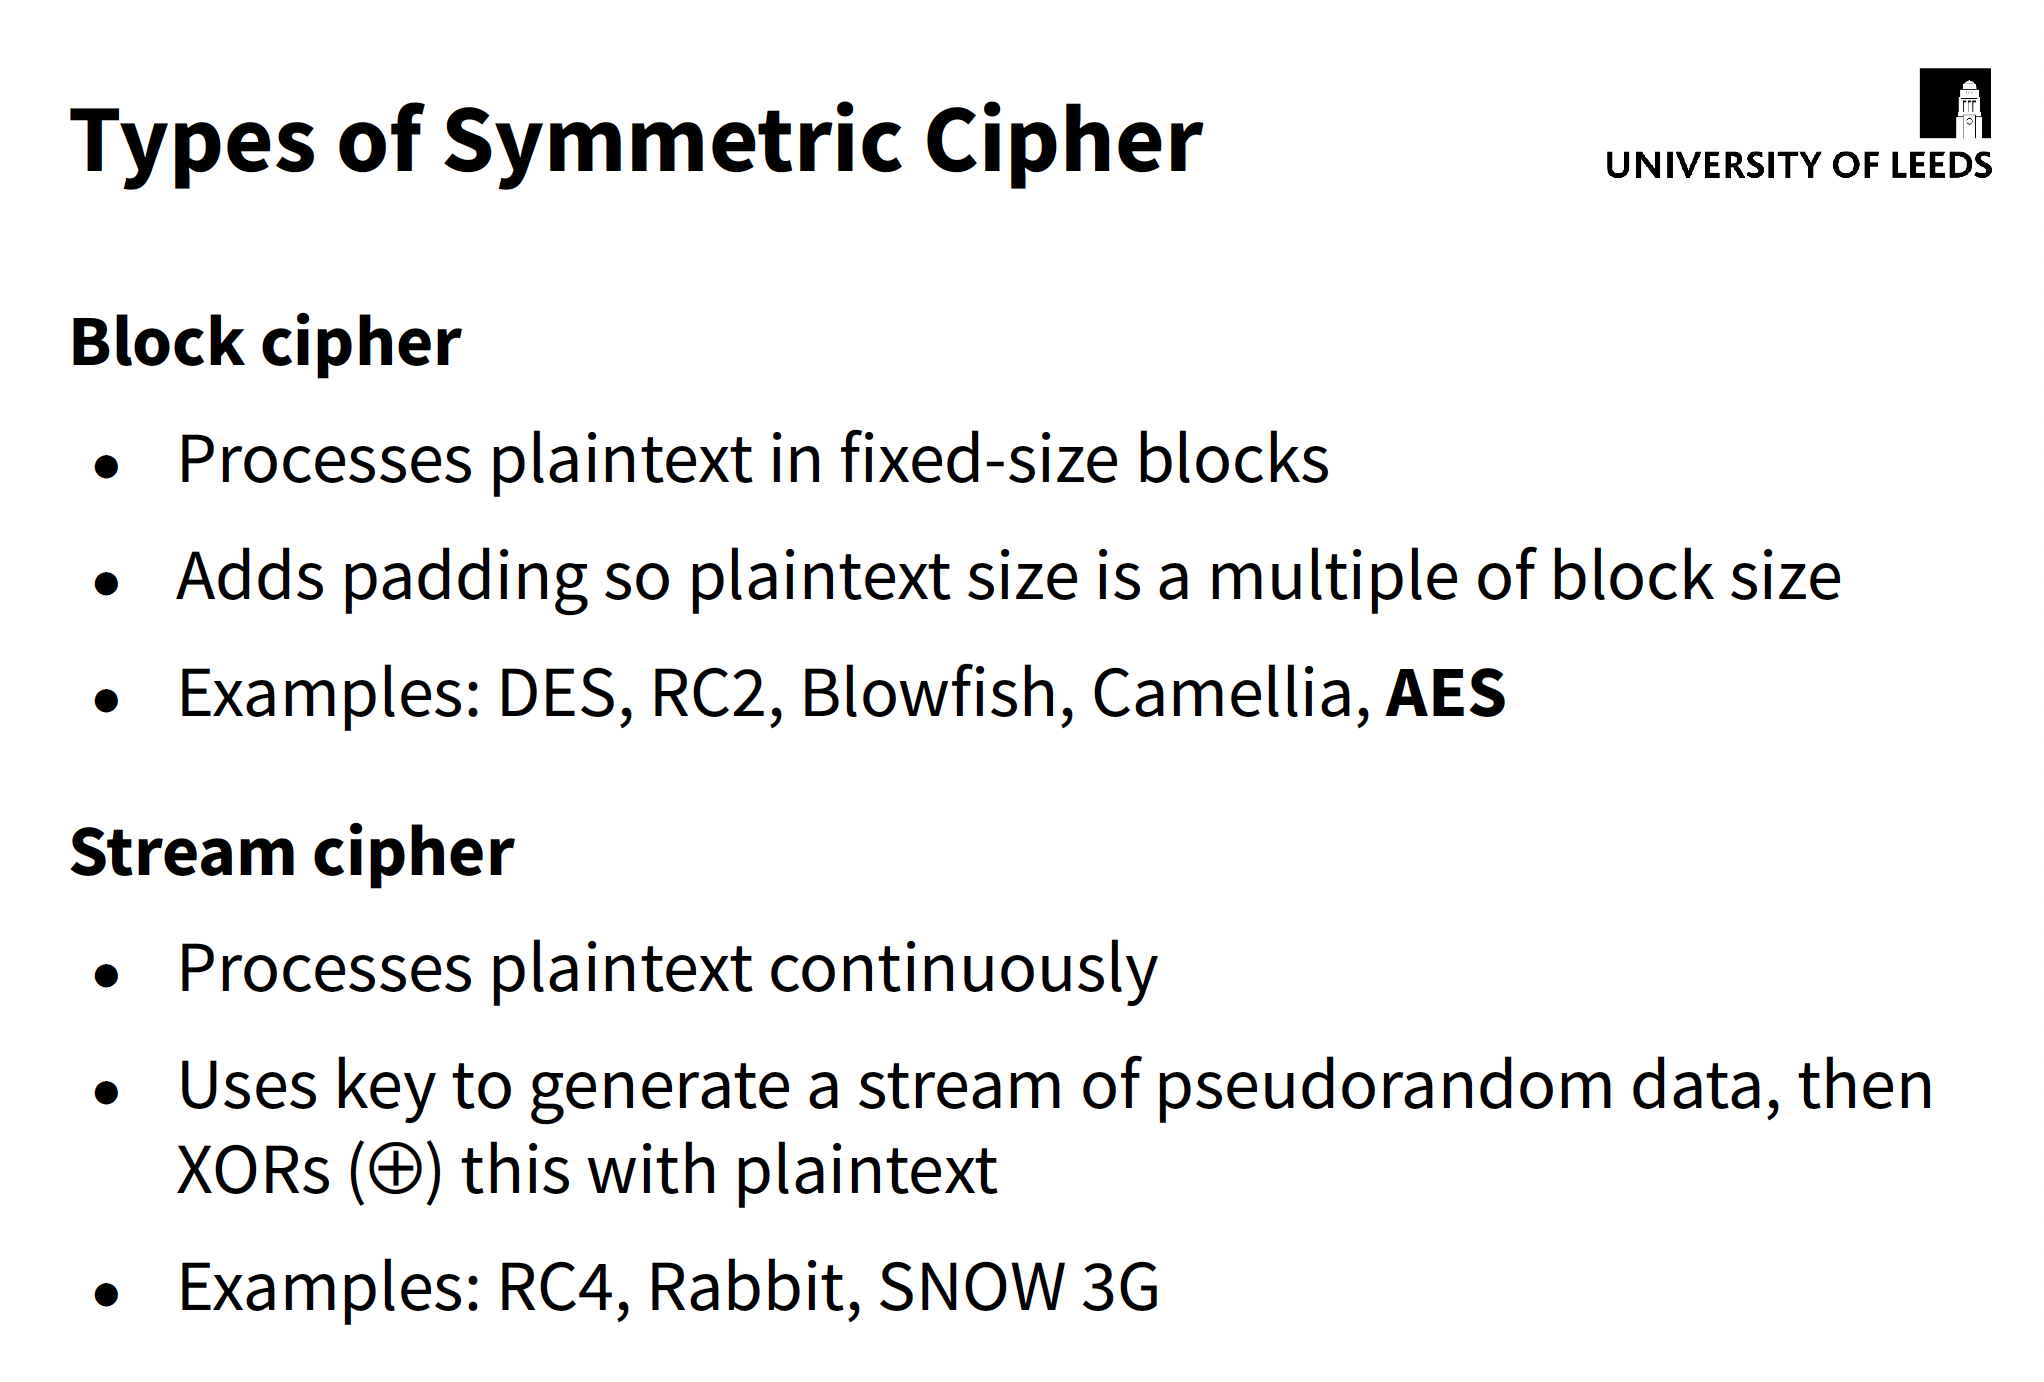 Types of Symmetric Cipher
UNIVERSITY OF LEEDS
Block cipher
● Processes plaintext in fixed-size blocks
● Adds padding so plaintext size is a multiple of block size
● Examples: DES, RC2, Blowfish, Camellia, AES
Stream cipher
● Processes plaintext continuously
● Uses key to generate a stream of pseudorandom data, then
XORs (⊕) this with plaintext
● Examples: RC4, Rabbit, SNOW 3G